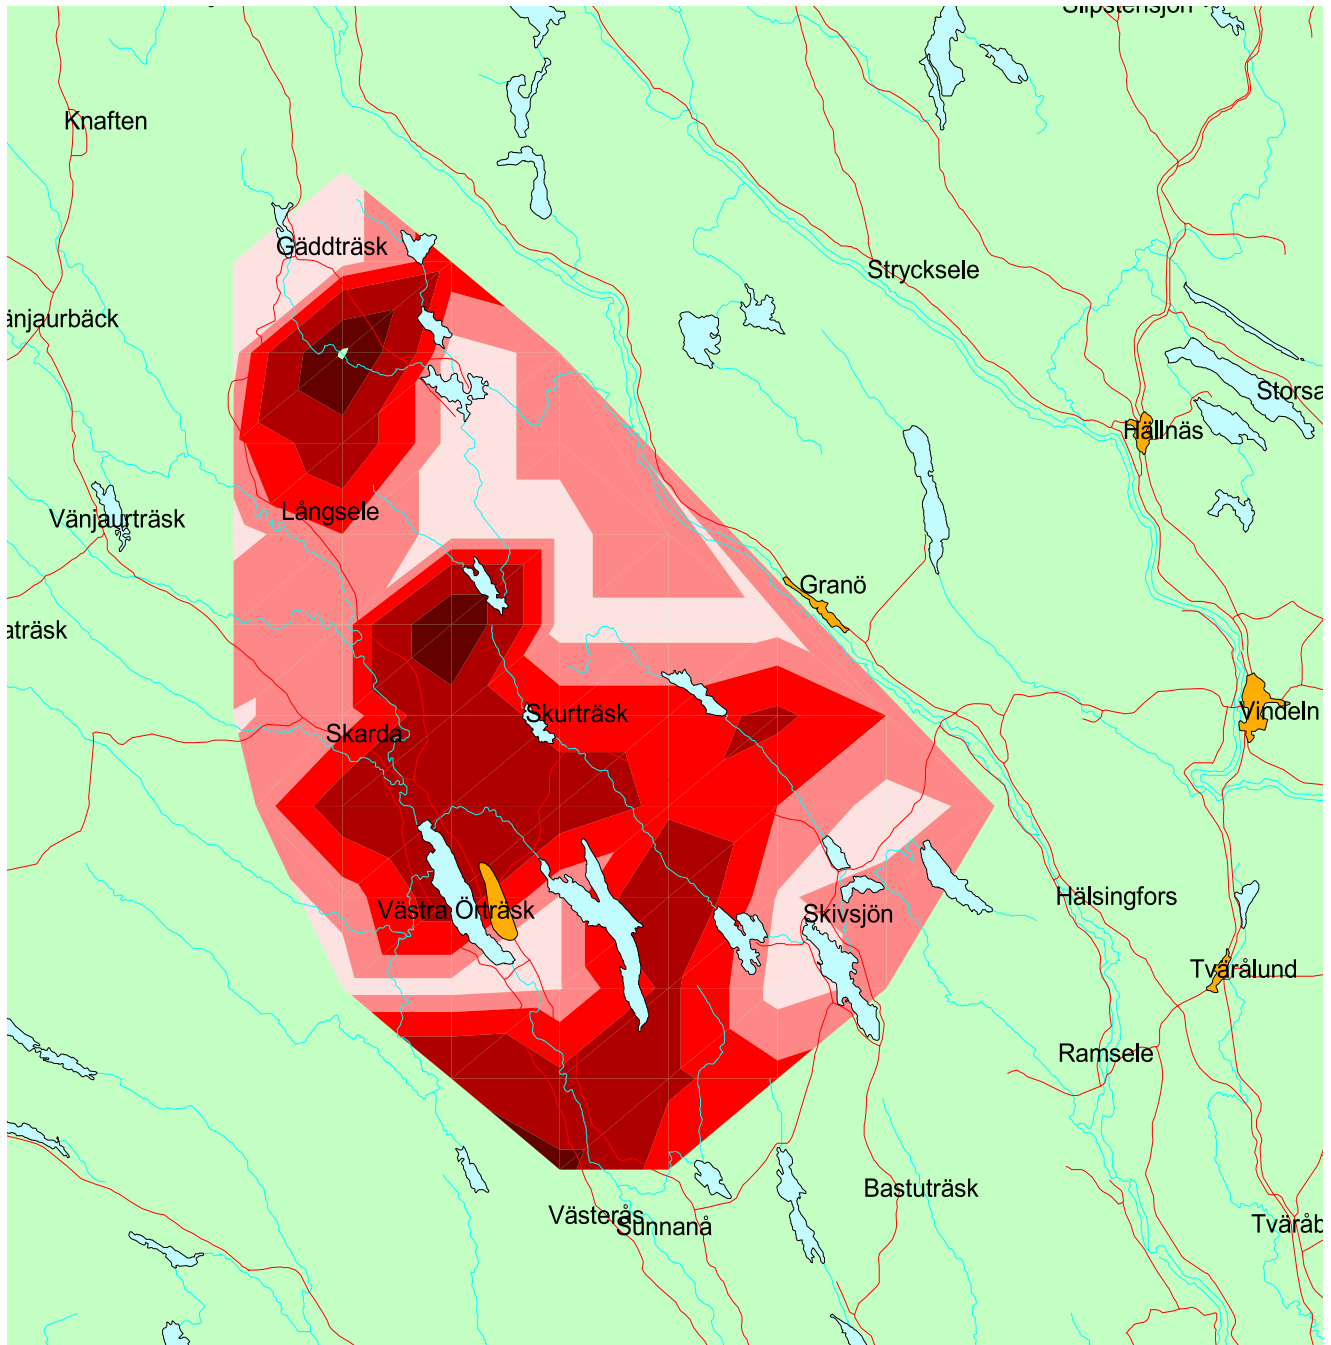 Slipstensjön
Knaften
Gäddträsk
Strycksele
änjaurbäck
Storsa
Hällnäs
Långsele
Vänjaurträsk
Granö
aträsk
Skurträsk
Vindeln
Skarda
Hälsingfors
Västra Örträsk
Skivsjön
Tvärålund
Ramsele
Bastuträsk
Västerås
Sunnanå
Tväråb